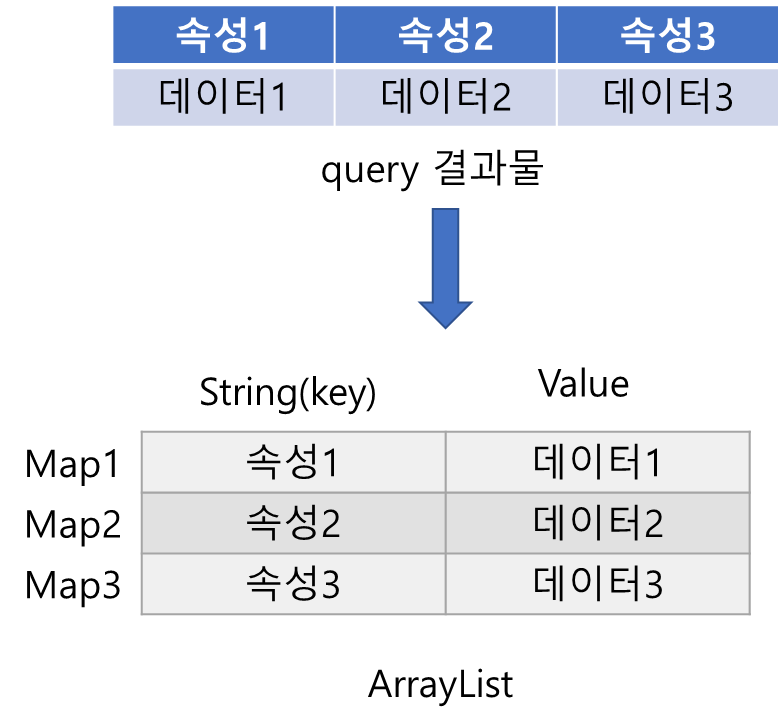 속성1 속성2 속성3
데이터1 데이터2 데이터3
query 결과물
String(key) Value
Map1 속성1 데이터1
Map2 속성2 데이터2
Map3 속성3 데이터3
ArrayList